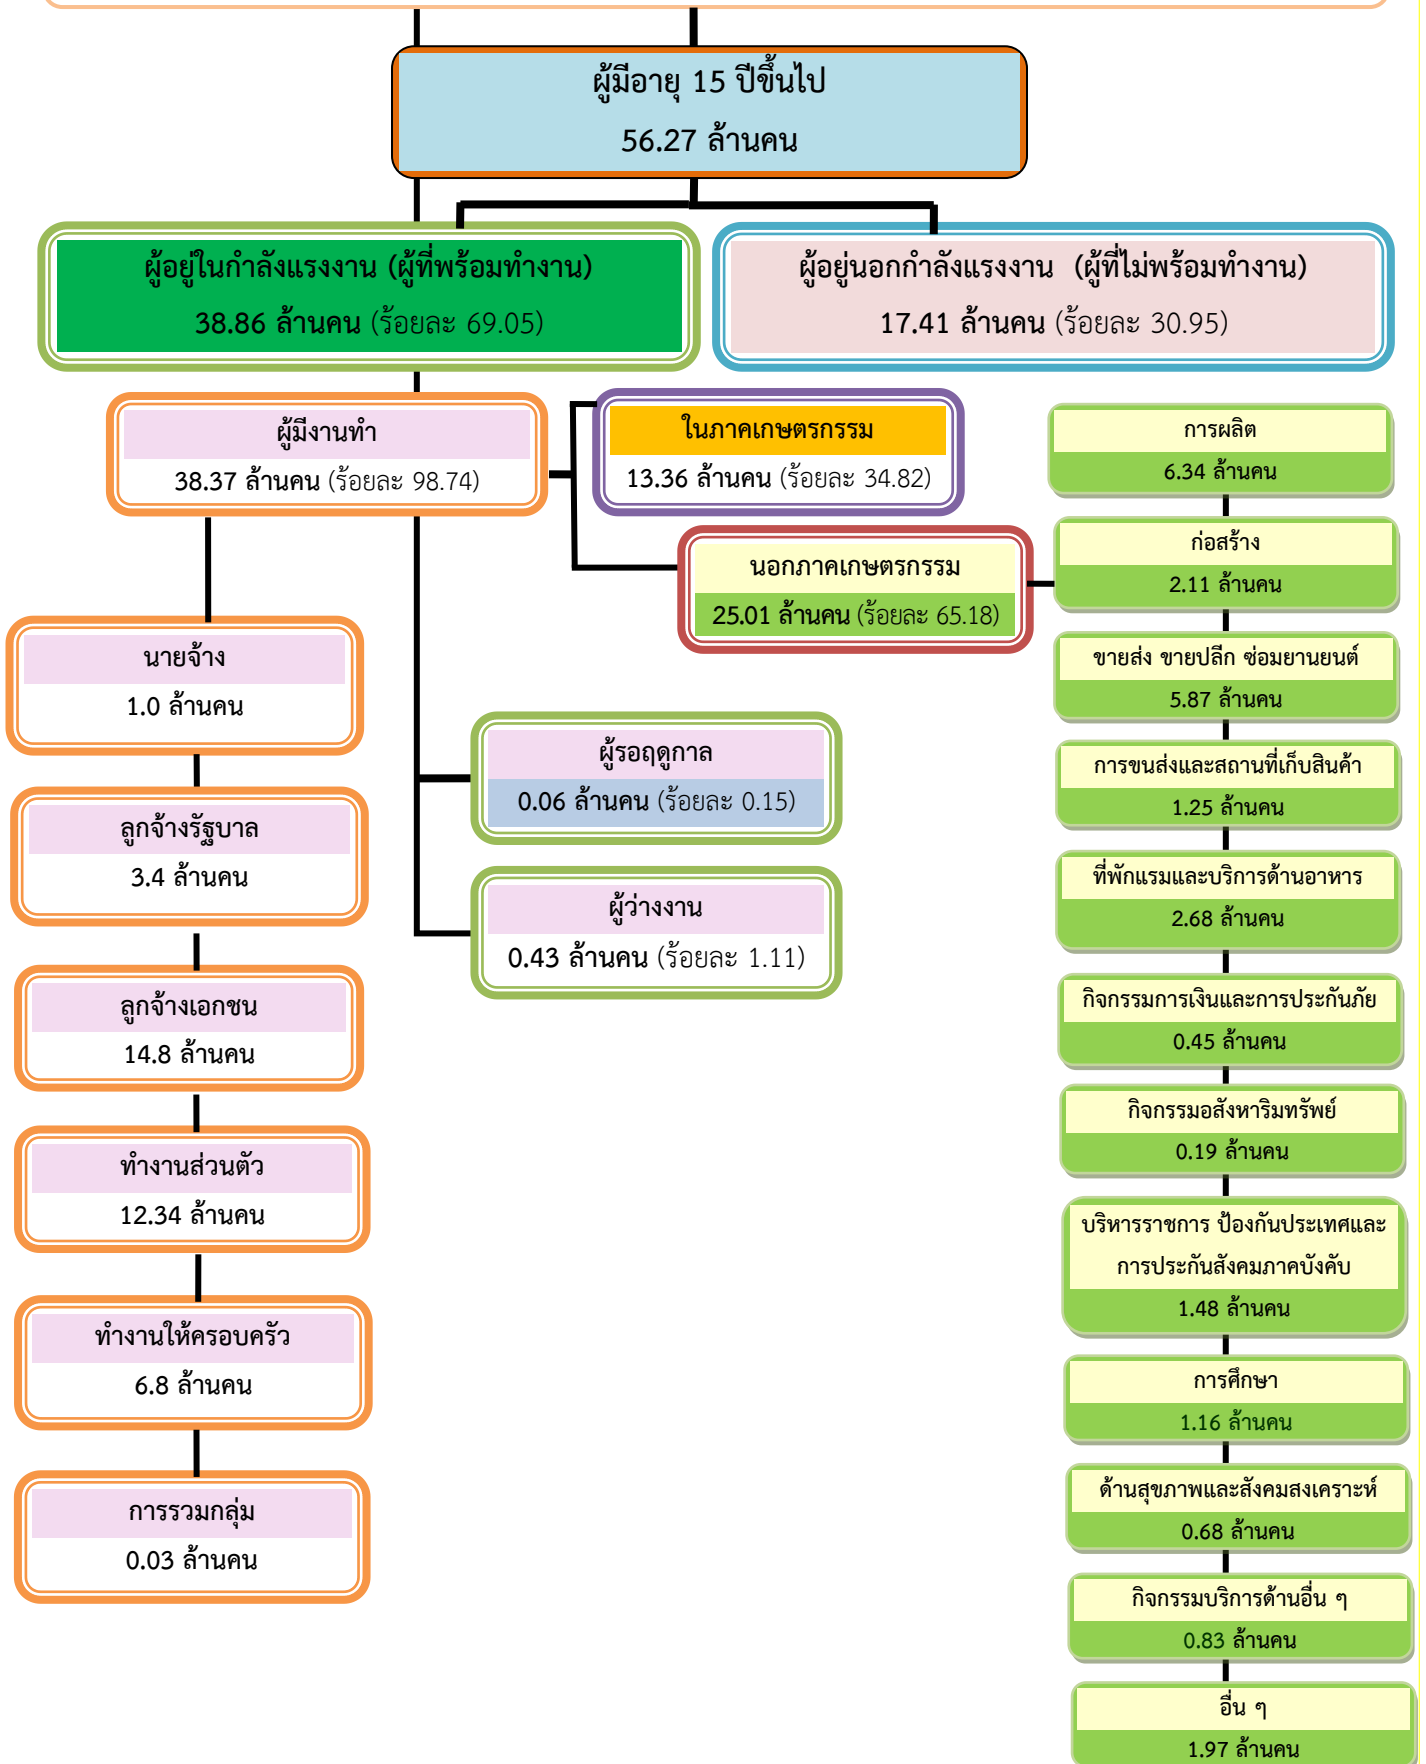 ผู้มีอายุ 15 ปีขึ้นไป
56.27 ล้านคน
ผู้อยู่ในกำลังแรงงาน (ผู้ที่พร้อมทำงาน)
38.86 ล้านคน (ร้อยละ 69.05)
ผู้อยู่นอกกำลังแรงงาน (ผู้ที่ไม่พร้อมทำงาน)
17.41 ล้านคน (ร้อยละ 30.95)
ผู้มีงานทำ
38.37 ล้านคน (ร้อยละ 98.74)
ในภาคเกษตรกรรม
13.36 ล้านคน (ร้อยละ 34.82)
นอกภาคเกษตรกรรม
25.01 ล้านคน (ร้อยละ 65.18)
นายจ้าง
1.0 ล้านคน
ลูกจ้างรัฐบาล
3.4 ล้านคน
ลูกจ้างเอกชน
14.8 ล้านคน
ทำงานส่วนตัว
12.34 ล้านคน
ทำงานให้ครอบครัว
6.8 ล้านคน
การรวมกลุ่ม
0.03 ล้านคน
ผู้รอฤดูกาล
0.06 ล้านคน (ร้อยละ 0.15)
ผู้ว่างงาน
0.43 ล้านคน (ร้อยละ 1.11)
การผลิต
6.34 ล้านคน
ก่อสร้าง
2.11 ล้านคน
ขายส่ง ขายปลีก ซ่อมยานยนต์
5.87 ล้านคน
การขนส่งและสถานที่เก็บสินค้า
1.25 ล้านคน
ที่พักแรมและบริการด้านอาหาร
2.68 ล้านคน
กิจกรรมการเงินและการประกันภัย
0.45 ล้านคน
กิจกรรมอสังหาริมทรัพย์
0.19 ล้านคน
บริหารราชการ ป้องกันประเทศและ
การประกันสังคมภาคบังคับ
1.48 ล้านคน
การศึกษา
1.16 ล้านคน
ด้านสุขภาพและสังคมสงเคราะห์
0.68 ล้านคน
กิจกรรมบริการด้านอื่น ๆ
0.83 ล้านคน
อื่น ๆ
1.97 ล้านคน